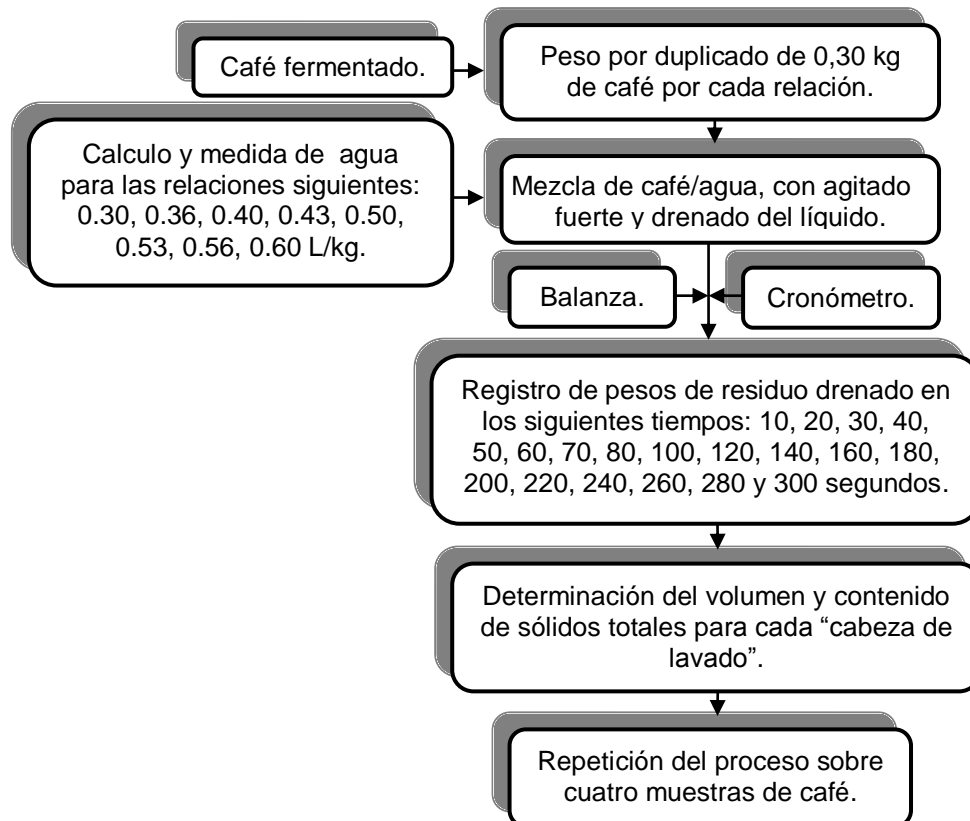 Café fermentado.
Peso por duplicado de 0,30 kg
de café por cada relación.
Calculo y medida de agua
para las relaciones siguientes:
0.30, 0.36, 0.40, 0.43, 0.50,
0.53, 0.56, 0.60 L/kg.
Mezcla de café/agua, con agitado
fuerte y drenado del líquido.
Balanza.
Cronómetro.
Registro de pesos de residuo drenado en
los siguientes tiempos: 10, 20, 30, 40,
50, 60, 70, 80, 100, 120, 140, 160, 180,
200, 220, 240, 260, 280 y 300 segundos.
Determinación del volumen y contenido
de sólidos totales para cada “cabeza de
lavado”.
Repetición del proceso sobre
cuatro muestras de café.